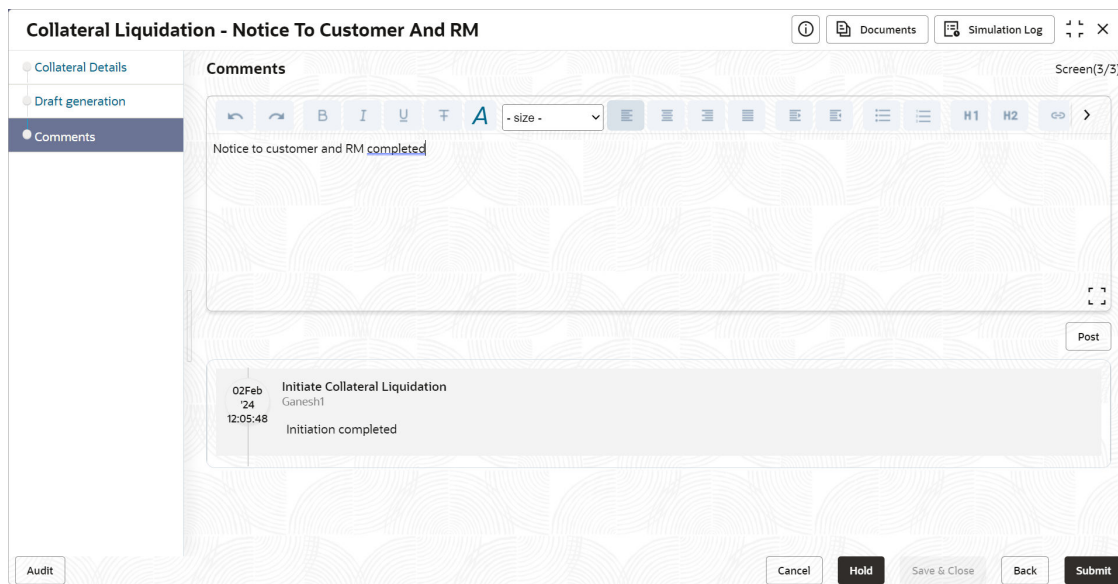 Collateral Liquidation - Notice To Customer And RM
Documents
Simulation Log
Collateral Details
Draft generation
Comments
Comments
Screen(3/3)
B I U T A - size - H1 H2
Notice to customer and RM completed
Post
02Feb
'24
12:05:48
Initiate Collateral Liquidation
Ganesh1
Initiation completed
Audit
Cancel
Hold
Save & Close
Back
Submit